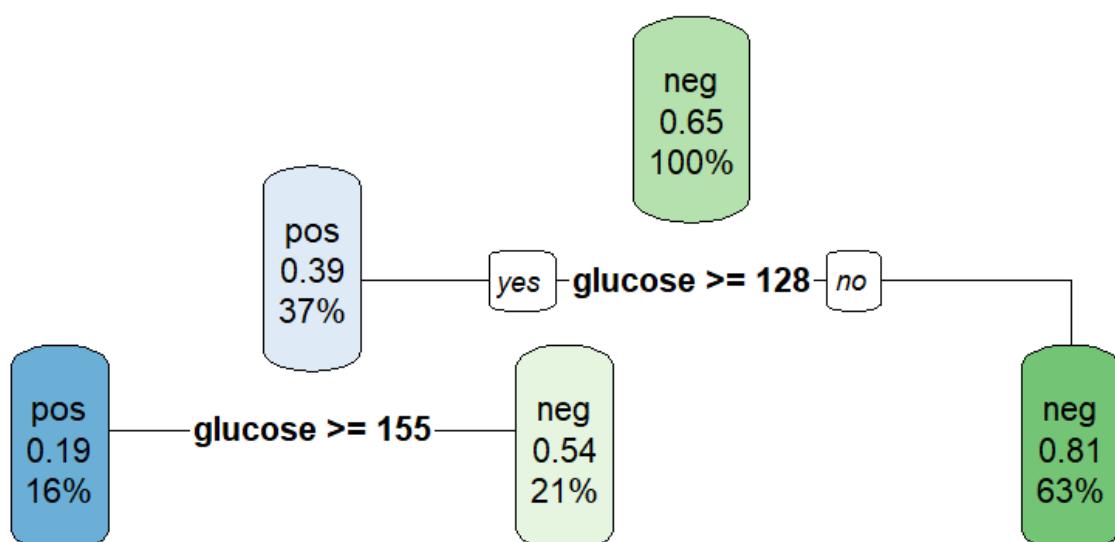 neg
0.65
100%
pos
0.39
37%
yes
glucose >= 128
no
pos
0.19
16%
glucose >= 155
neg
0.54
21%
neg
0.81
63%